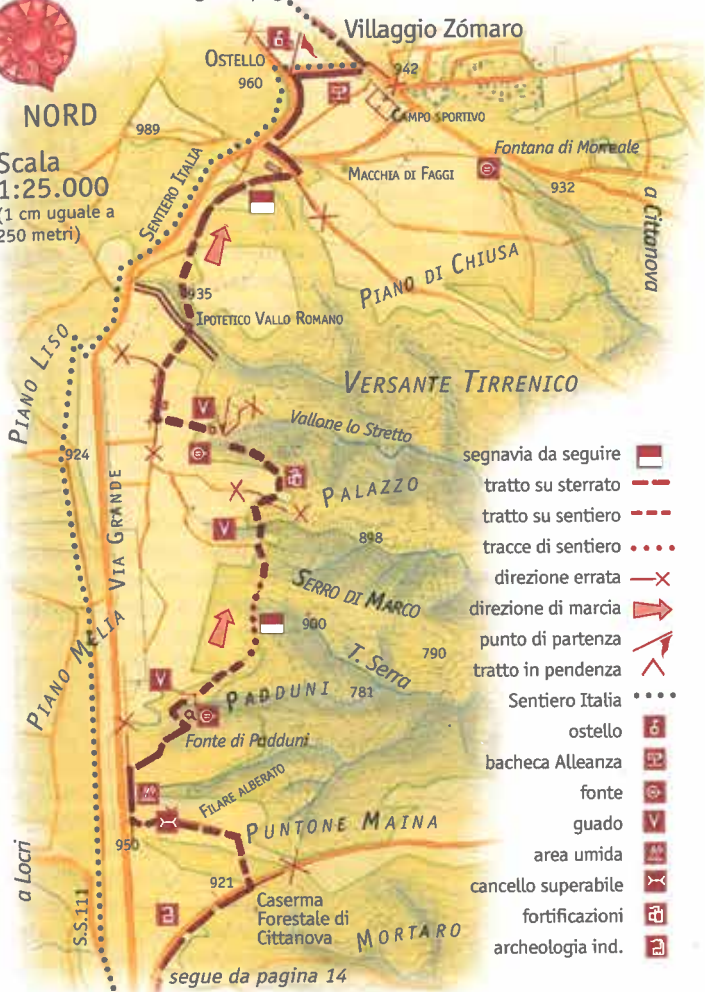 Villaggio Zómaro
OSTELLO
960
942
CAMPO SPORTIVO
NORD
989
Fontana di Morreale
Scala
1:25.000
(1 cm uguale a
250 metri)
SENTIERO ITALIA
MACCHIA DI FAGGI
932
a Cittanova
PIANO DI CHIUSA
935
IPOTETICO VALLO ROMANO
PIANO LISO
VERSANTE TIRRENICO
V
Vallone lo Stretto
924
VIA GRANDE
PALAZZO
V
898
SERRO DI MARCO
900
790
T. Serra
PIANO MELIA
V
PADDUNI
781
Fonte di Padduni
FILARE ALBERATO
PUNTONE MAINA
950
a Locri
921
S.S.111
Caserma
Forestale di
Cittanova
MORTARO
segue da pagina 14
segnavia da seguire
tratto su sterrato
tratto su sentiero
tracce di sentiero
direzione errata
direzione di marcia
punto di partenza
tratto in pendenza
Sentiero Italia
ostello
bacheca Alleanza
fonte
guado V
area umida
cancello superabile
fortificazioni
archeologia ind.